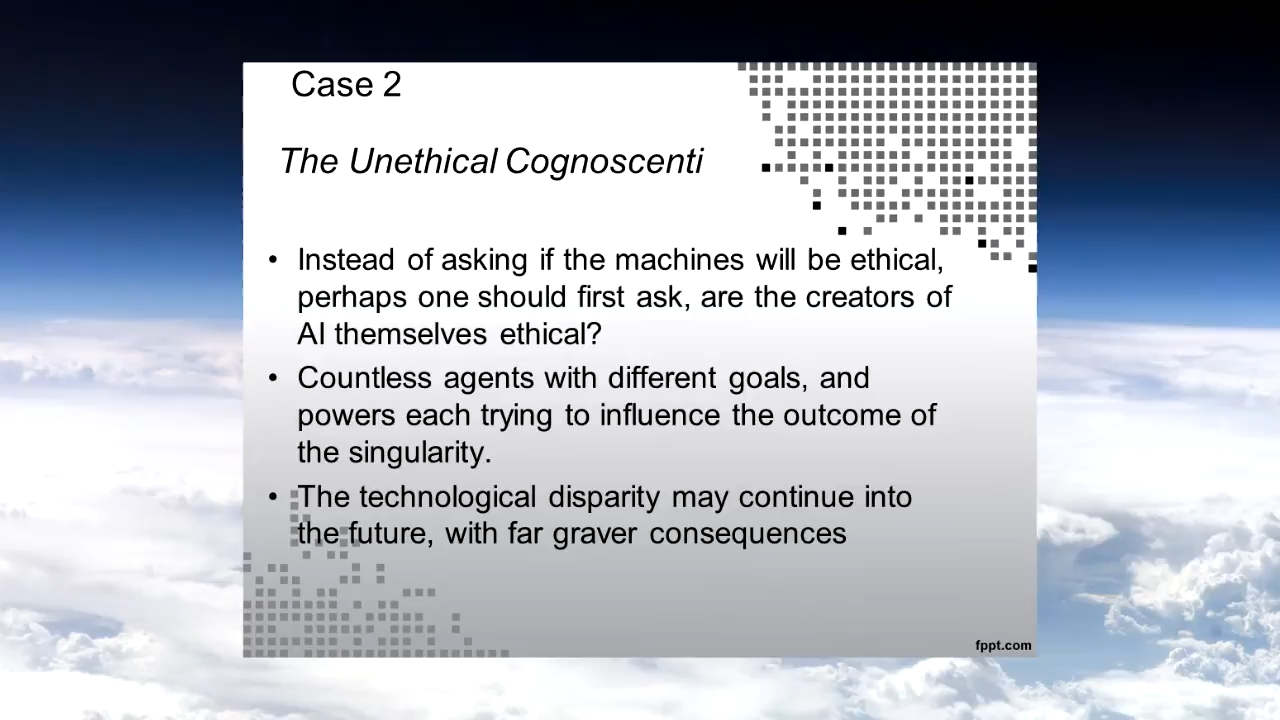 Case 2
The Unethical Cognoscenti
• Instead of asking if the machines will be ethical,
perhaps one should first ask, are the creators of
AI themselves ethical?
• Countless agents with different goals, and
powers each trying to influence the outcome of
the singularity.
• The technological disparity may continue into
the future, with far graver consequences
fppt.com